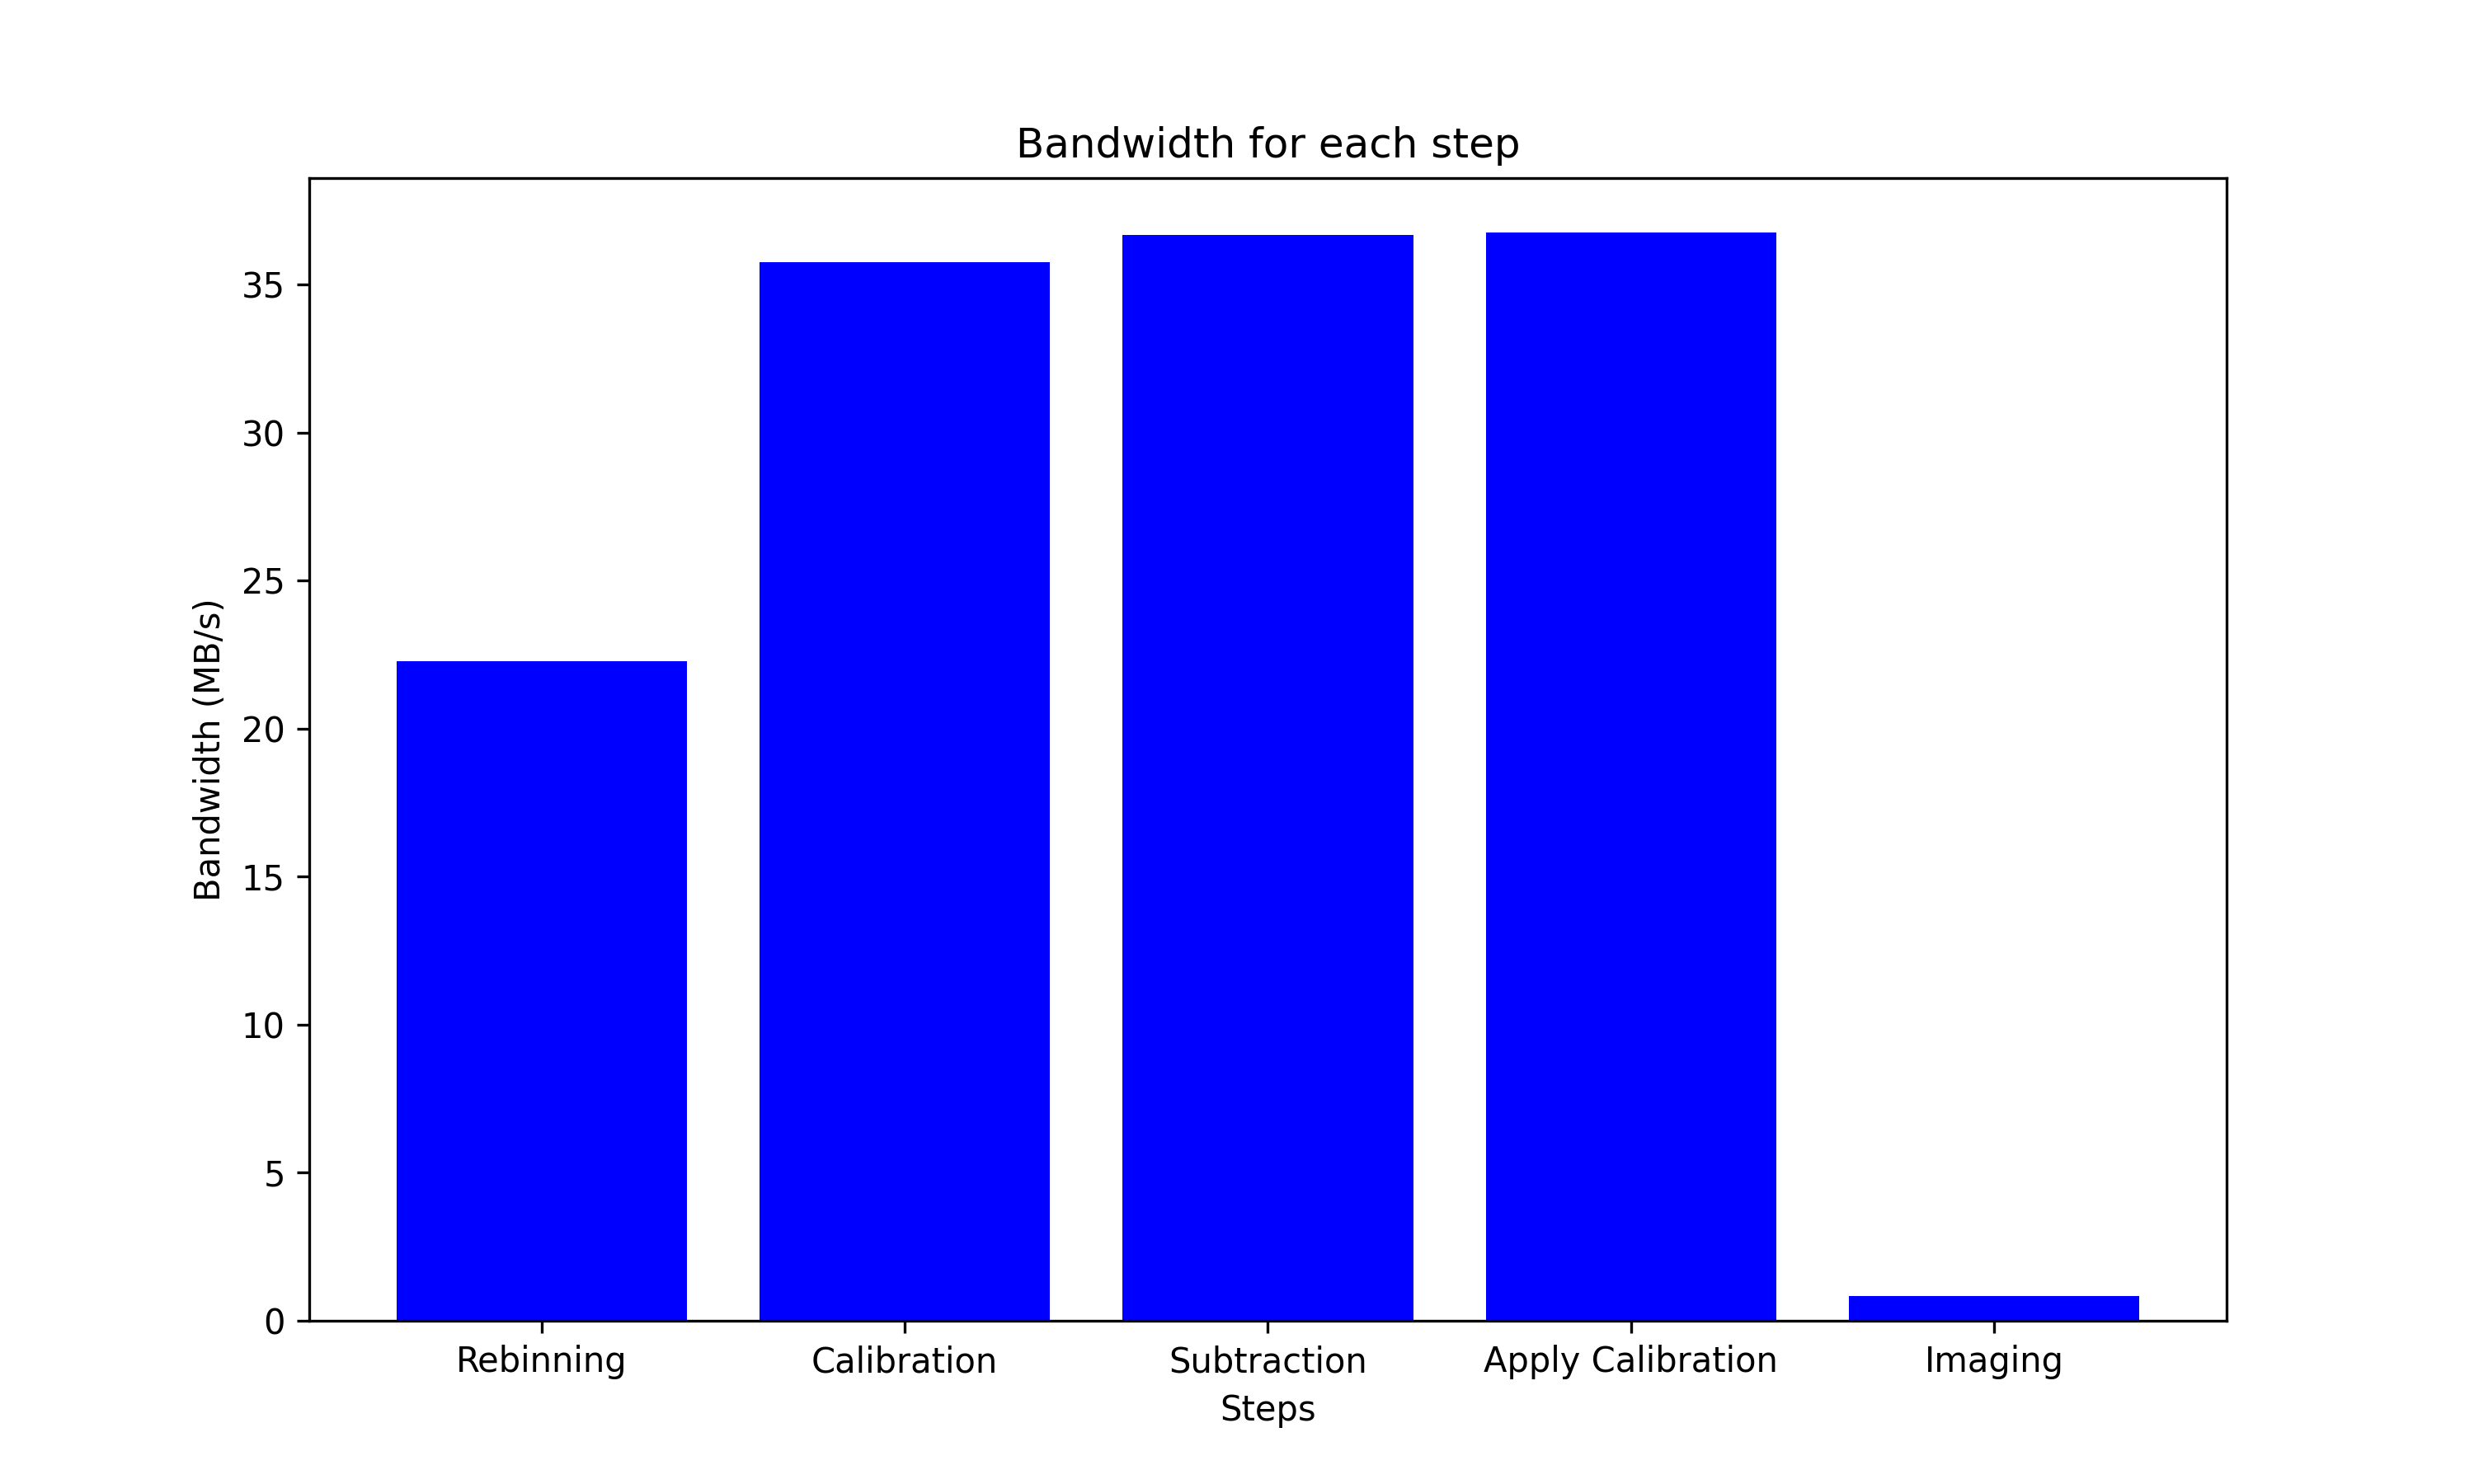 Bandwidth for each step
Bandwidth (MB/s)
35
30
25
20
15
10
5
0
Rebinning Calibration Subtraction Apply Calibration Imaging
Steps